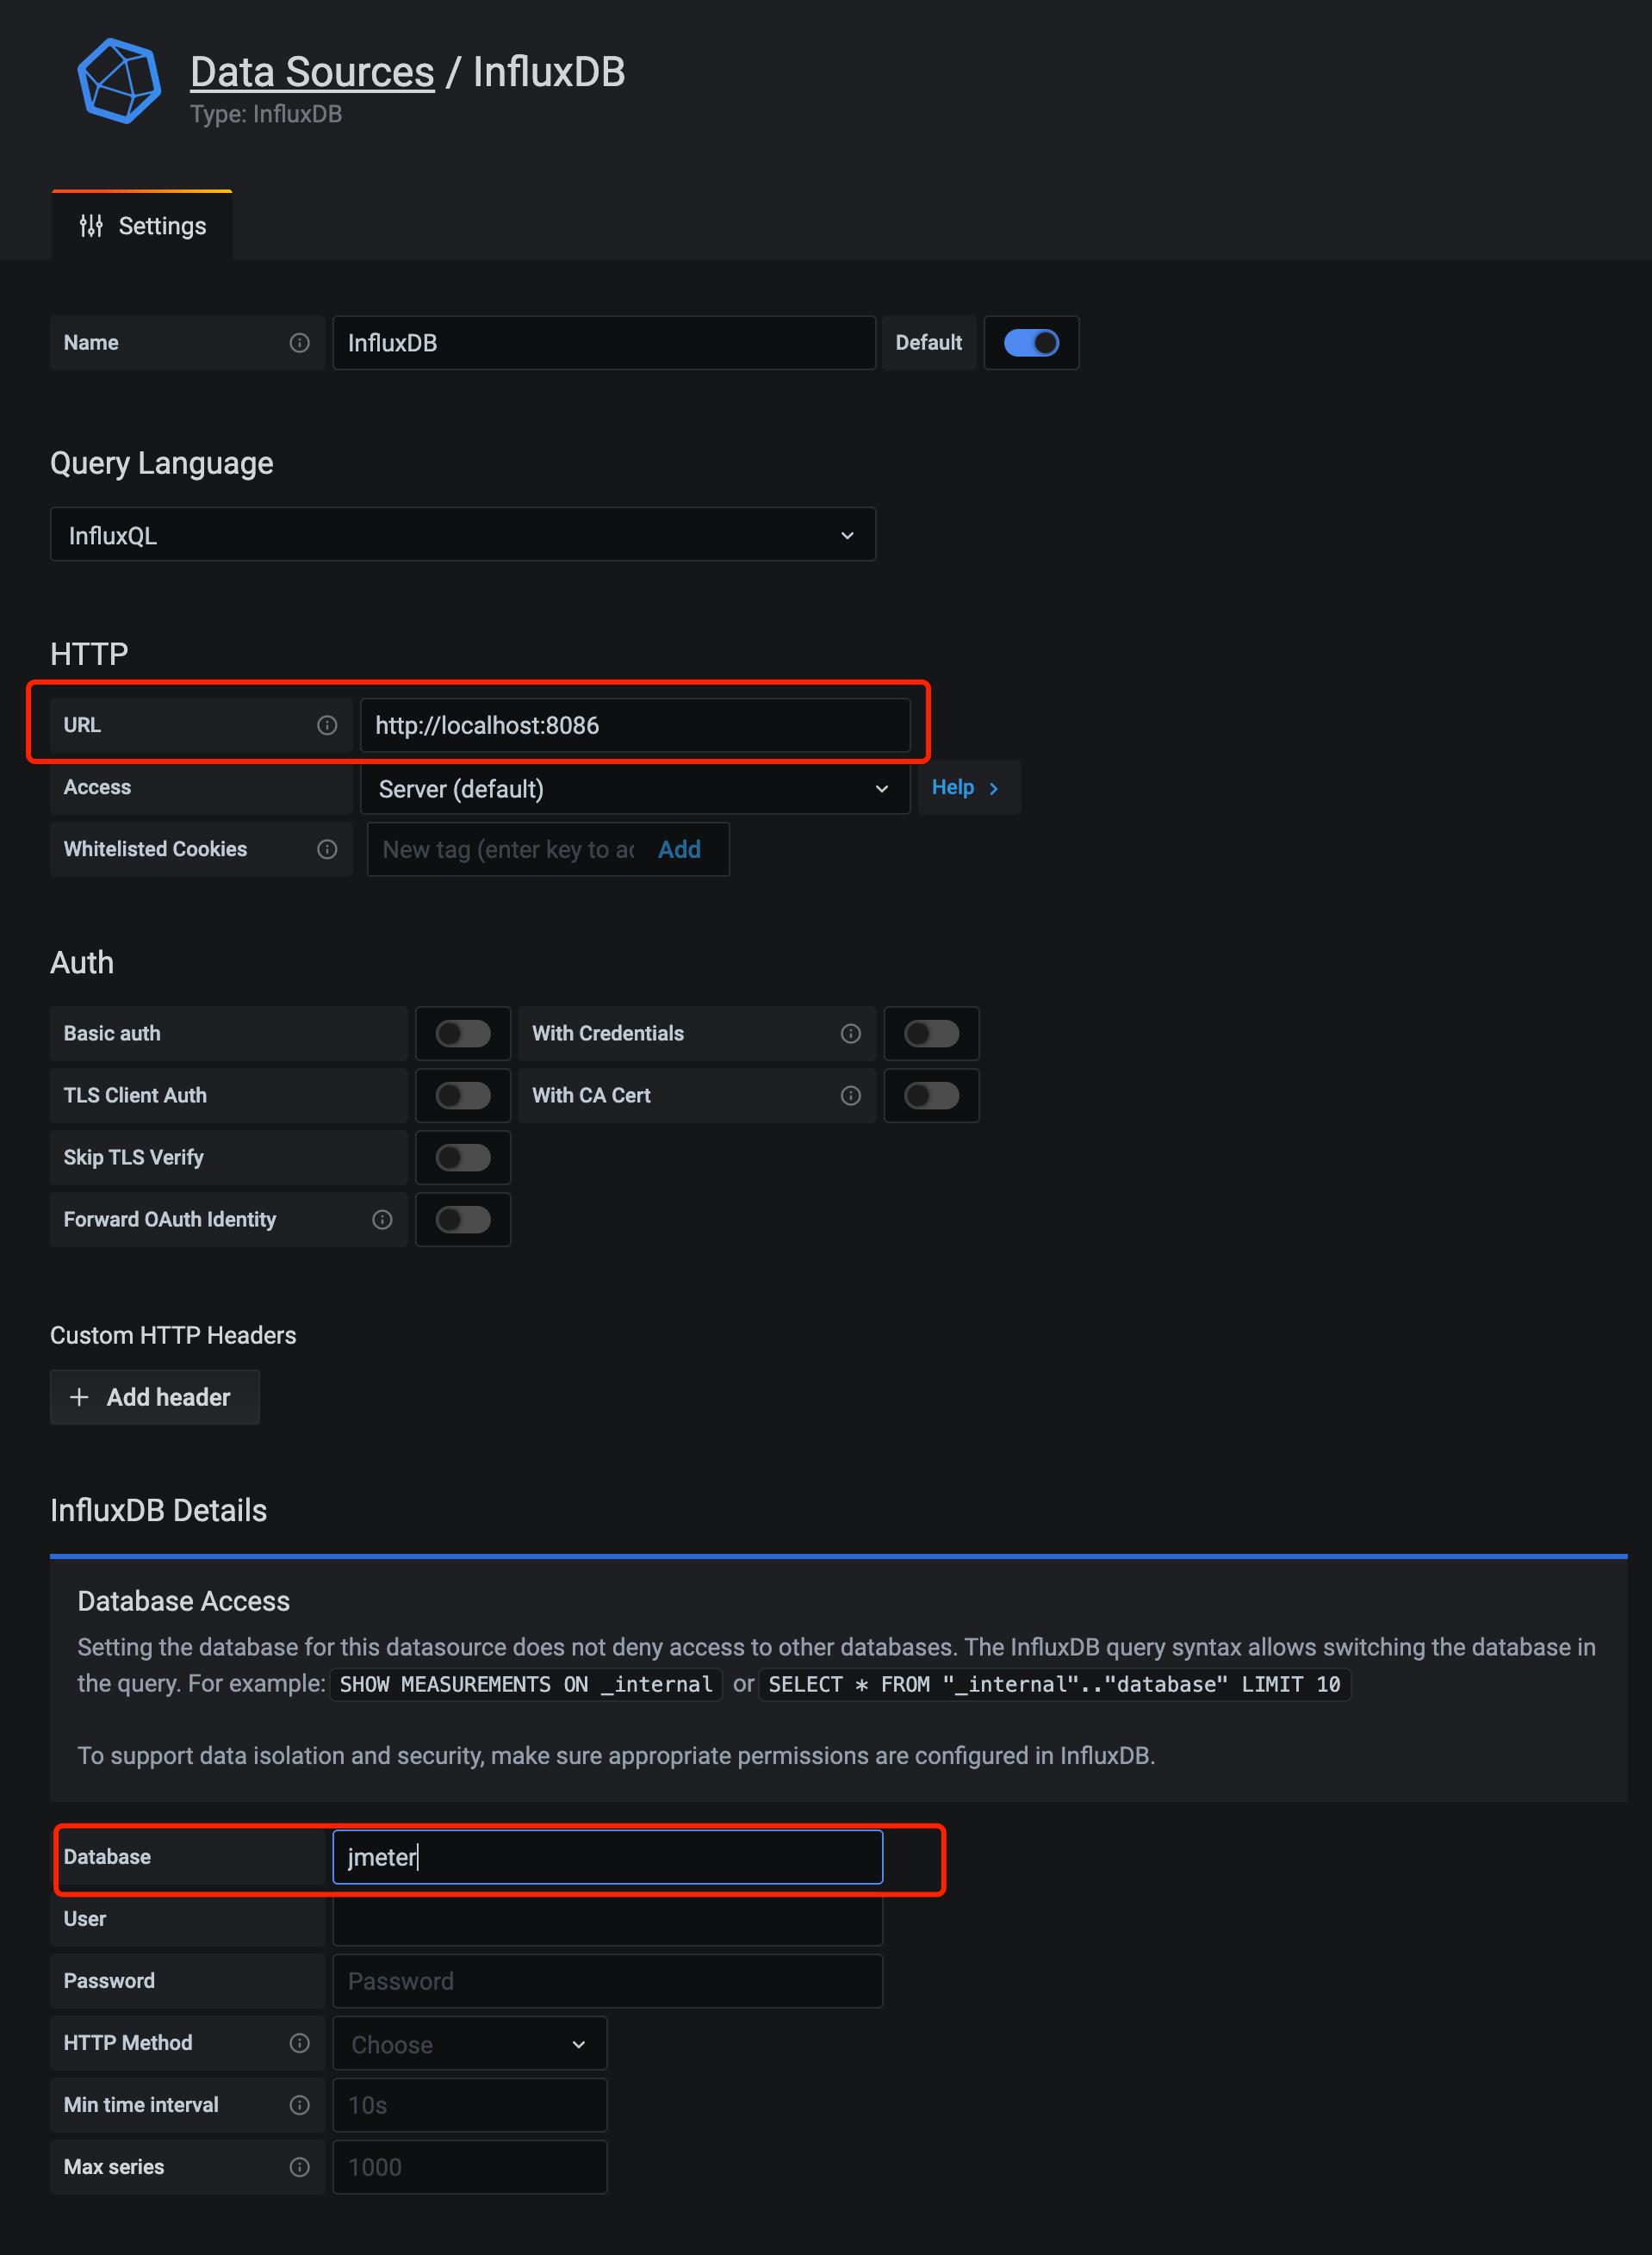 Data Sources / InfluxDB
Type: InfluxDB
Settings
Name InfluxDB Default
Query Language
InfluxQL
HTTP
URL http://localhost:8086
Access Server (default) Help
Whitelisted Cookies New tag (enter key to ac Add
Auth
Basic auth With Credentials
TLS Client Auth With CA Cert
Skip TLS Verify
Forward OAuth Identity
Custom HTTP Headers
Add header
InfluxDB Details
Database Access
Setting the database for this datasource does not deny access to other databases. The InfluxDB query syntax allows switching the database in
the query. For example: SHOW MEASUREMENTS ON _internal or SELECT * FROM "_internal".."database" LIMIT 10
To support data isolation and security, make sure appropriate permissions are configured in InfluxDB.
Database jmeter
User
Password Password
HTTP Method Choose
Min time interval 10s
Max series 1000